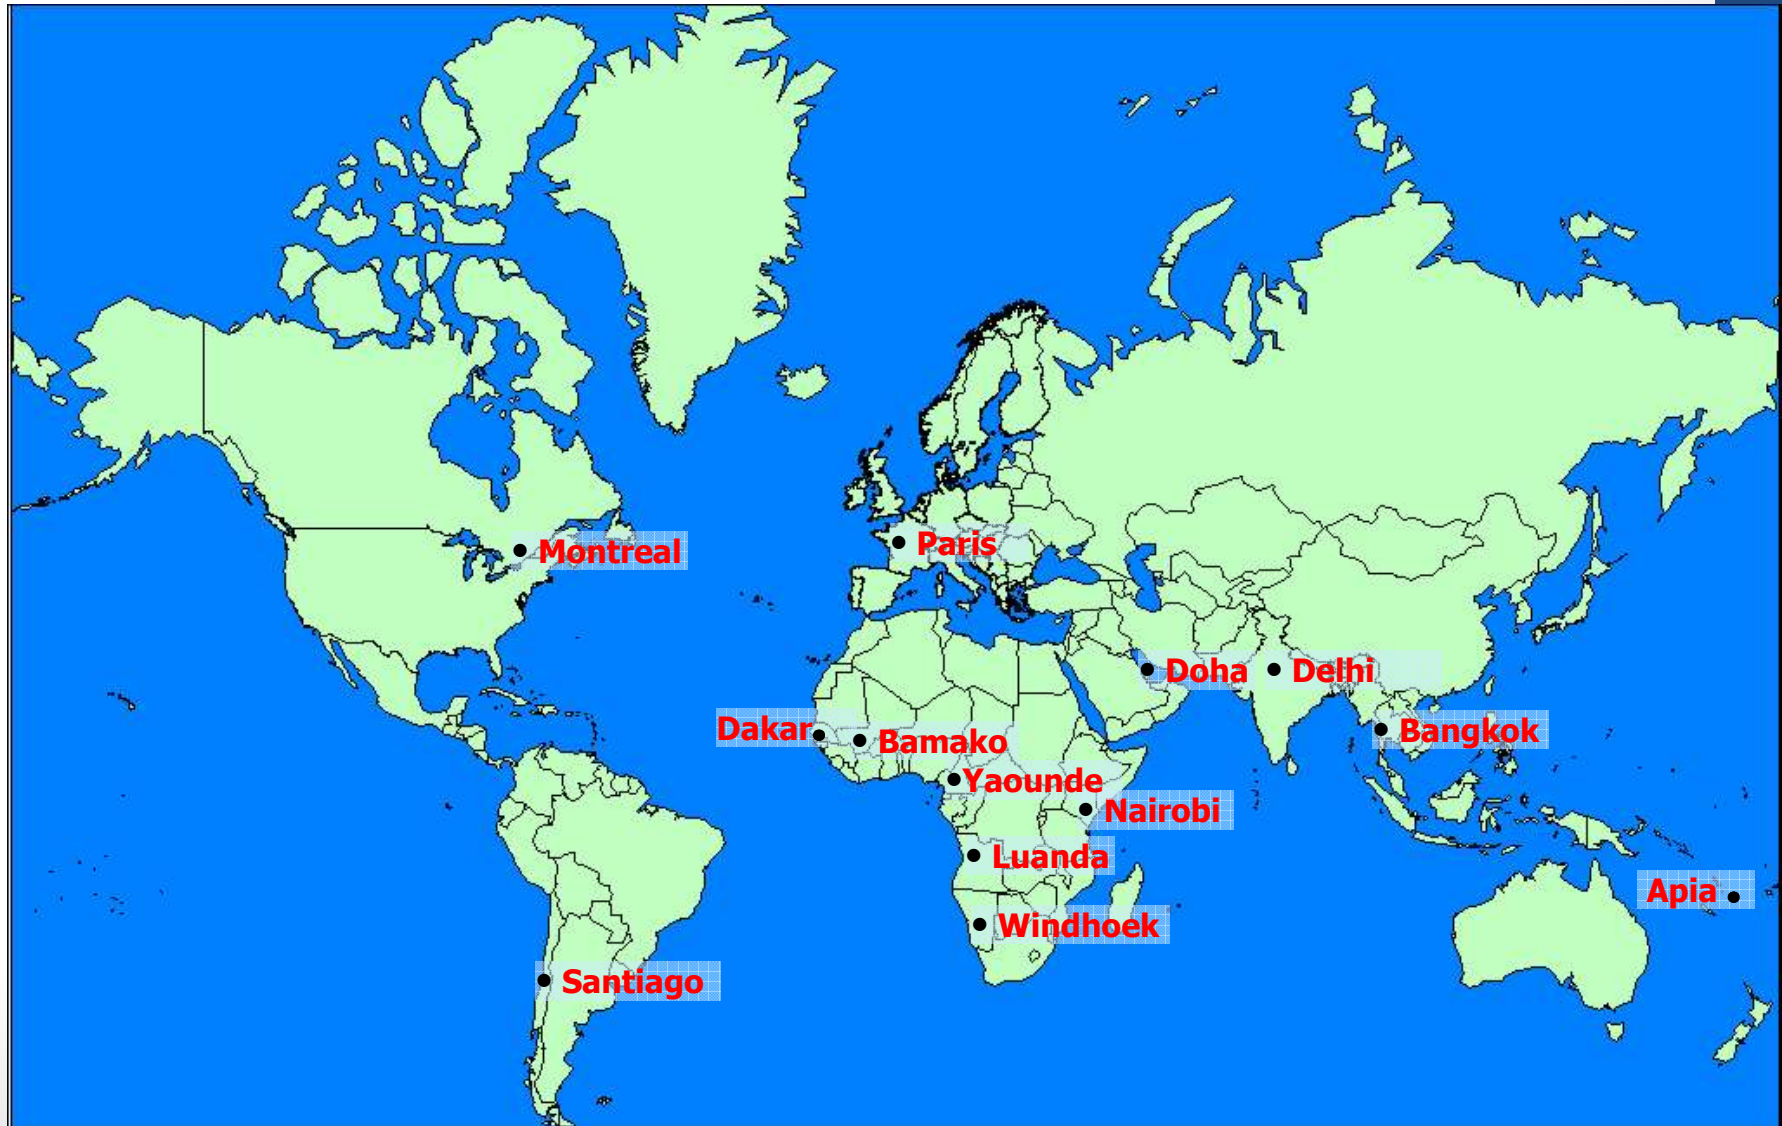 Montreal
Paris
Doha
Delhi
Dakar
Bamako
Bangkok
Yaounde
Nairobi
Luanda
Apia
Windhoek
Santiago